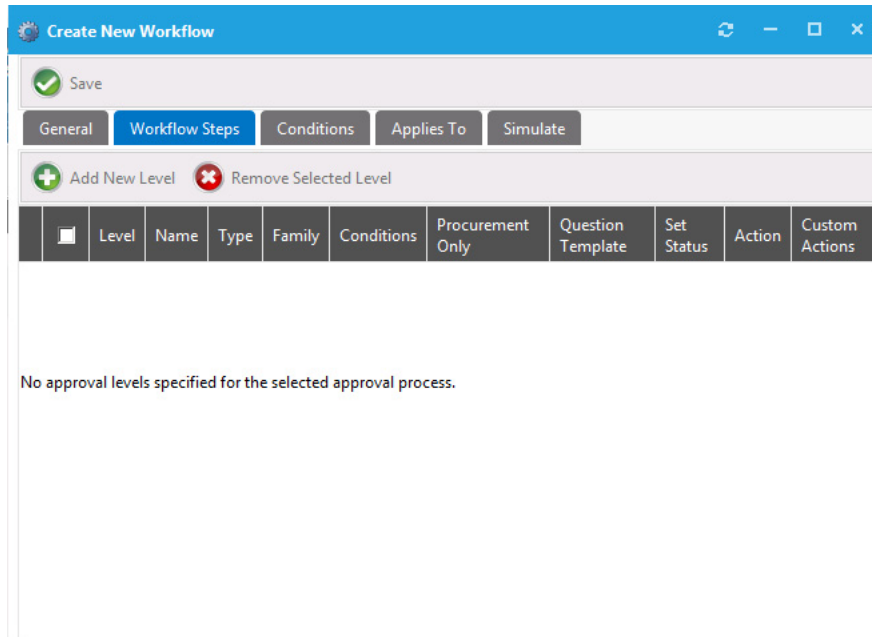 Create New Workflow
Save
General Workflow Steps Conditions Applies To Simulate
Add New Level Remove Selected Level
Level Name Type Family Conditions Procurement Only Question Template Set Status Action Custom Actions
No approval levels specified for the selected approval process.